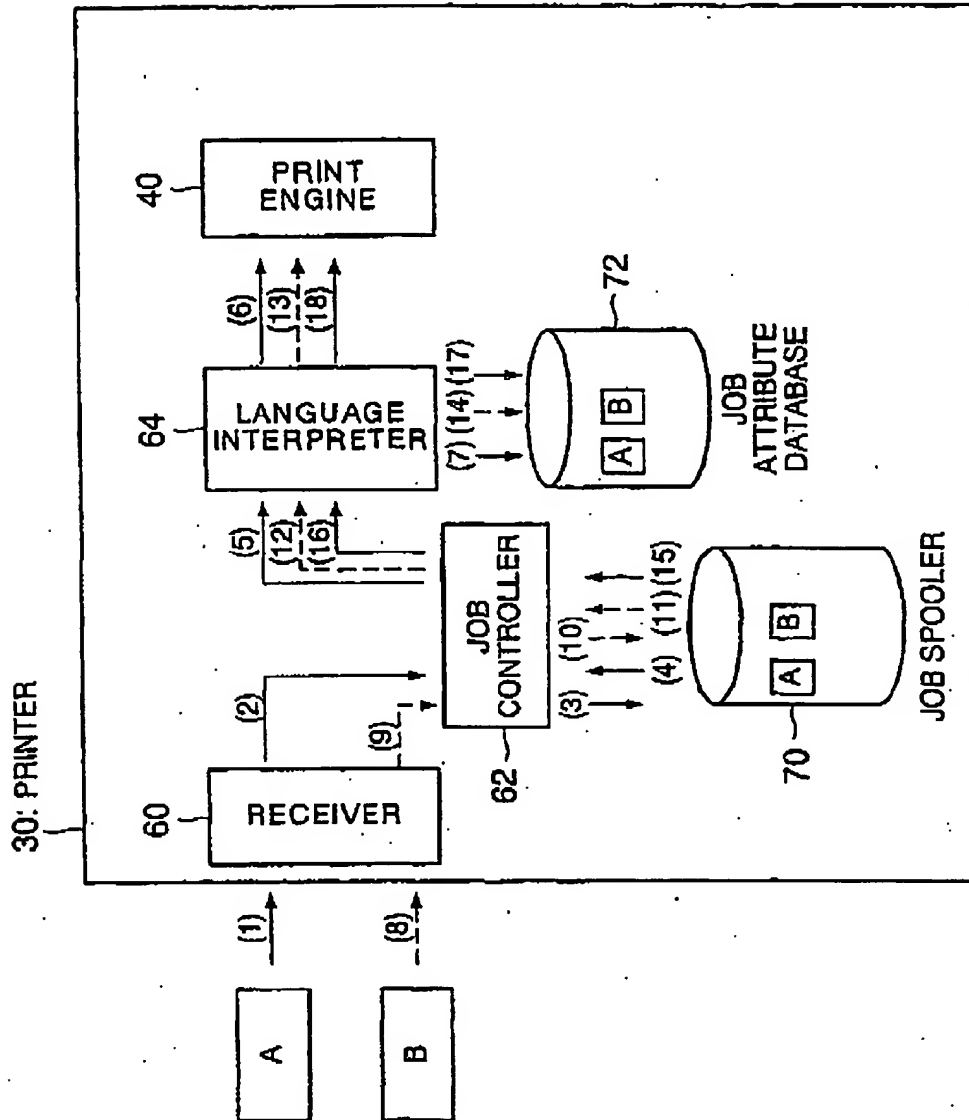 30: PRINTER
A
B
(1)
(8)
60
RECEIVER
(2)
(9)
62
JOB
CONTROLLER
(3)
(4)
(10)
(11)
(15)
70
A
B
JOB SPOOLER
(5)
(12)
(16)
64
LANGUAGE
INTERPRETER
(7)
(14)
(17)
72
A
B
JOB
ATTRIBUTE
DATABASE
(6)
(13)
(18)
40
PRINT
ENGINE